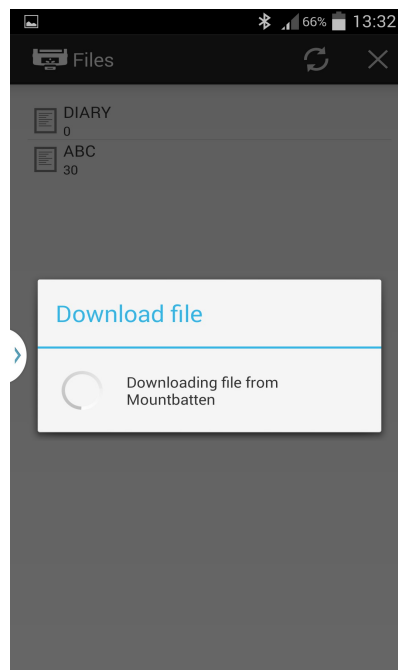 66% 13:32
Files
DIARY
0
ABC
30
Download file
Downloading file from
Mountbatten